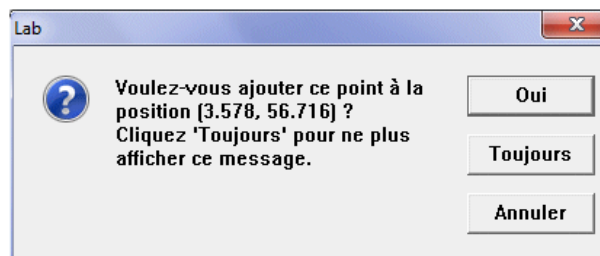 Lab
Voulez-vous ajouter ce point à la
position (3.578, 56.716) ?
Cliquez 'Toujours' pour ne plus
afficher ce message.
Oui
Toujours
Annuler